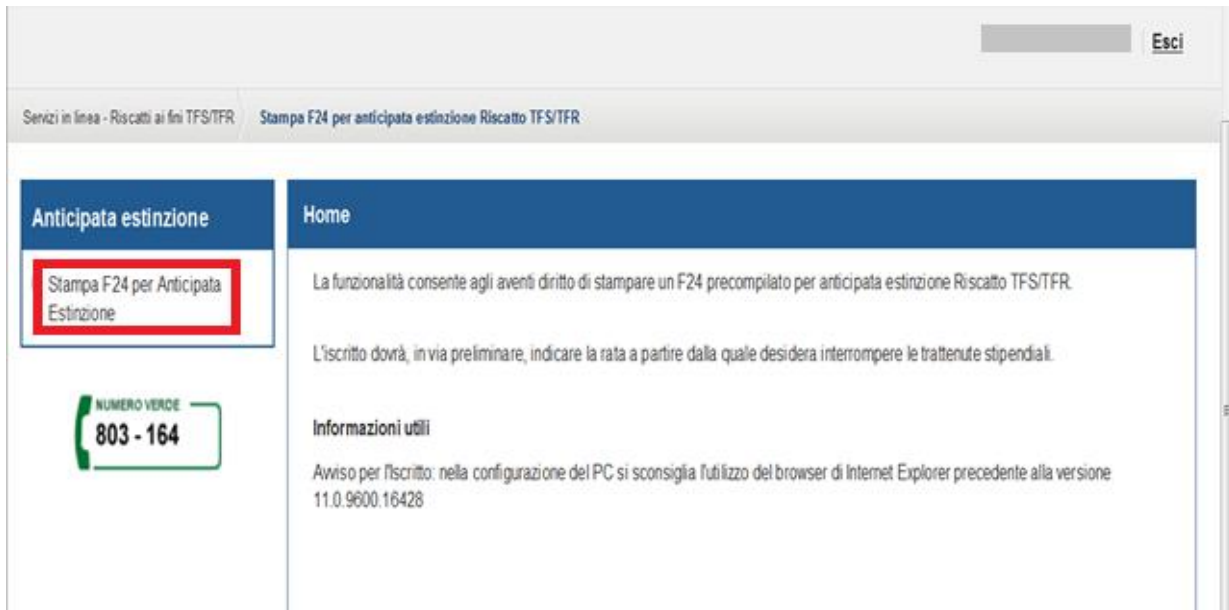 Esci
Servizi in linea - Riscatti ai fini TFS/TFR
Stampa F24 per anticipata estinzione Riscatto TFS/TFR
Anticipata estinzione
Stampa F24 per Anticipata
Estinzione
NUMERO VERDE
803 - 164
Home
La funzionalità consente agli aventi diritto di stampare un F24 precompilato per anticipata estinzione Riscatto TFS/TFR.
L'iscritto dovrà, in via preliminare, indicare la rata a partire dalla quale desidera interrompere le trattenute stipendiali.
Informazioni utili
Avviso per l'Iscritto: nella configurazione del PC si sconsiglia l'utilizzo del browser di Internet Explorer precedente alla versione
11.0.9600.16428